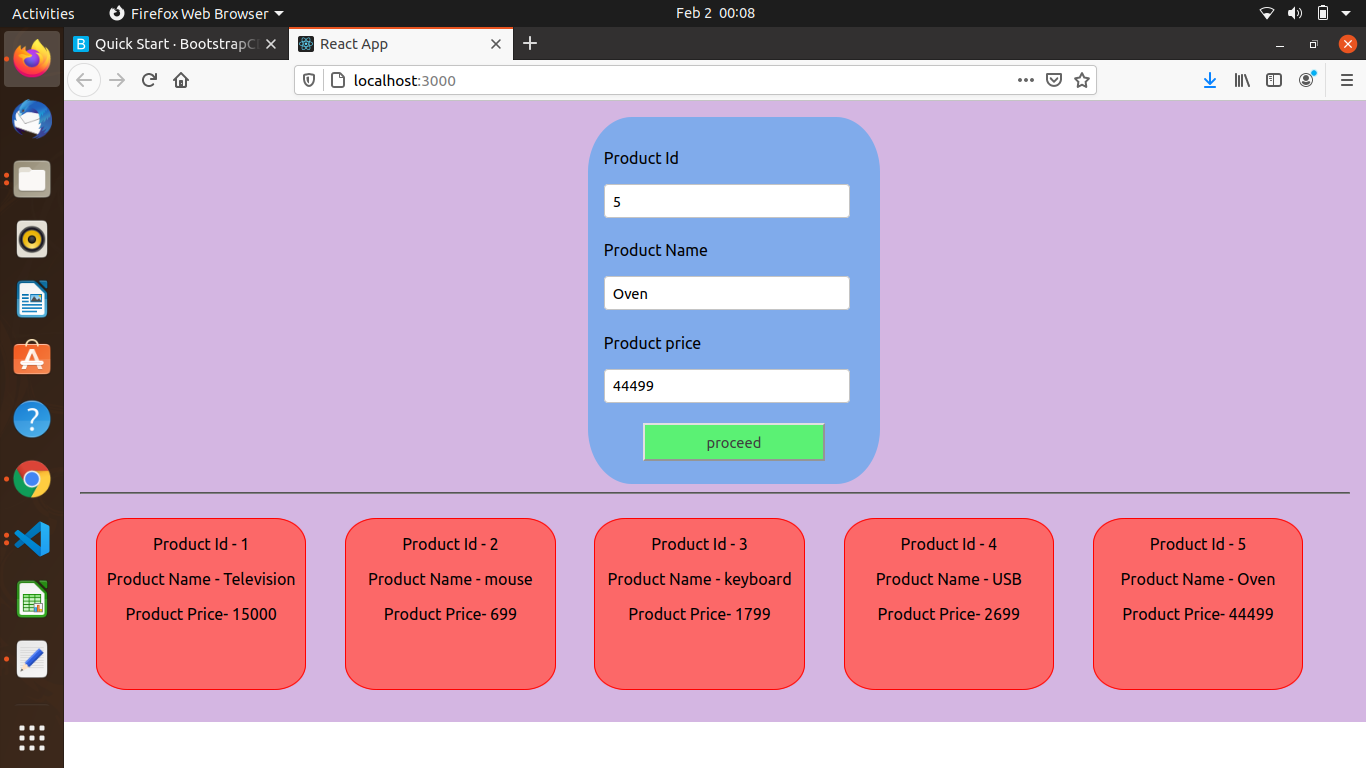 Activities Firefox Web Browser Feb 2 00:08
Quick Start · BootstrapC React App
localhost:3000
Product Id
5
Product Name
Oven
Product price
44499
proceed
Product Id - 1
Product Name - Television
Product Price- 15000
Product Id - 2
Product Name - mouse
Product Price- 699
Product Id - 3
Product Name - keyboard
Product Price- 1799
Product Id - 4
Product Name - USB
Product Price- 2699
Product Id - 5
Product Name - Oven
Product Price- 44499